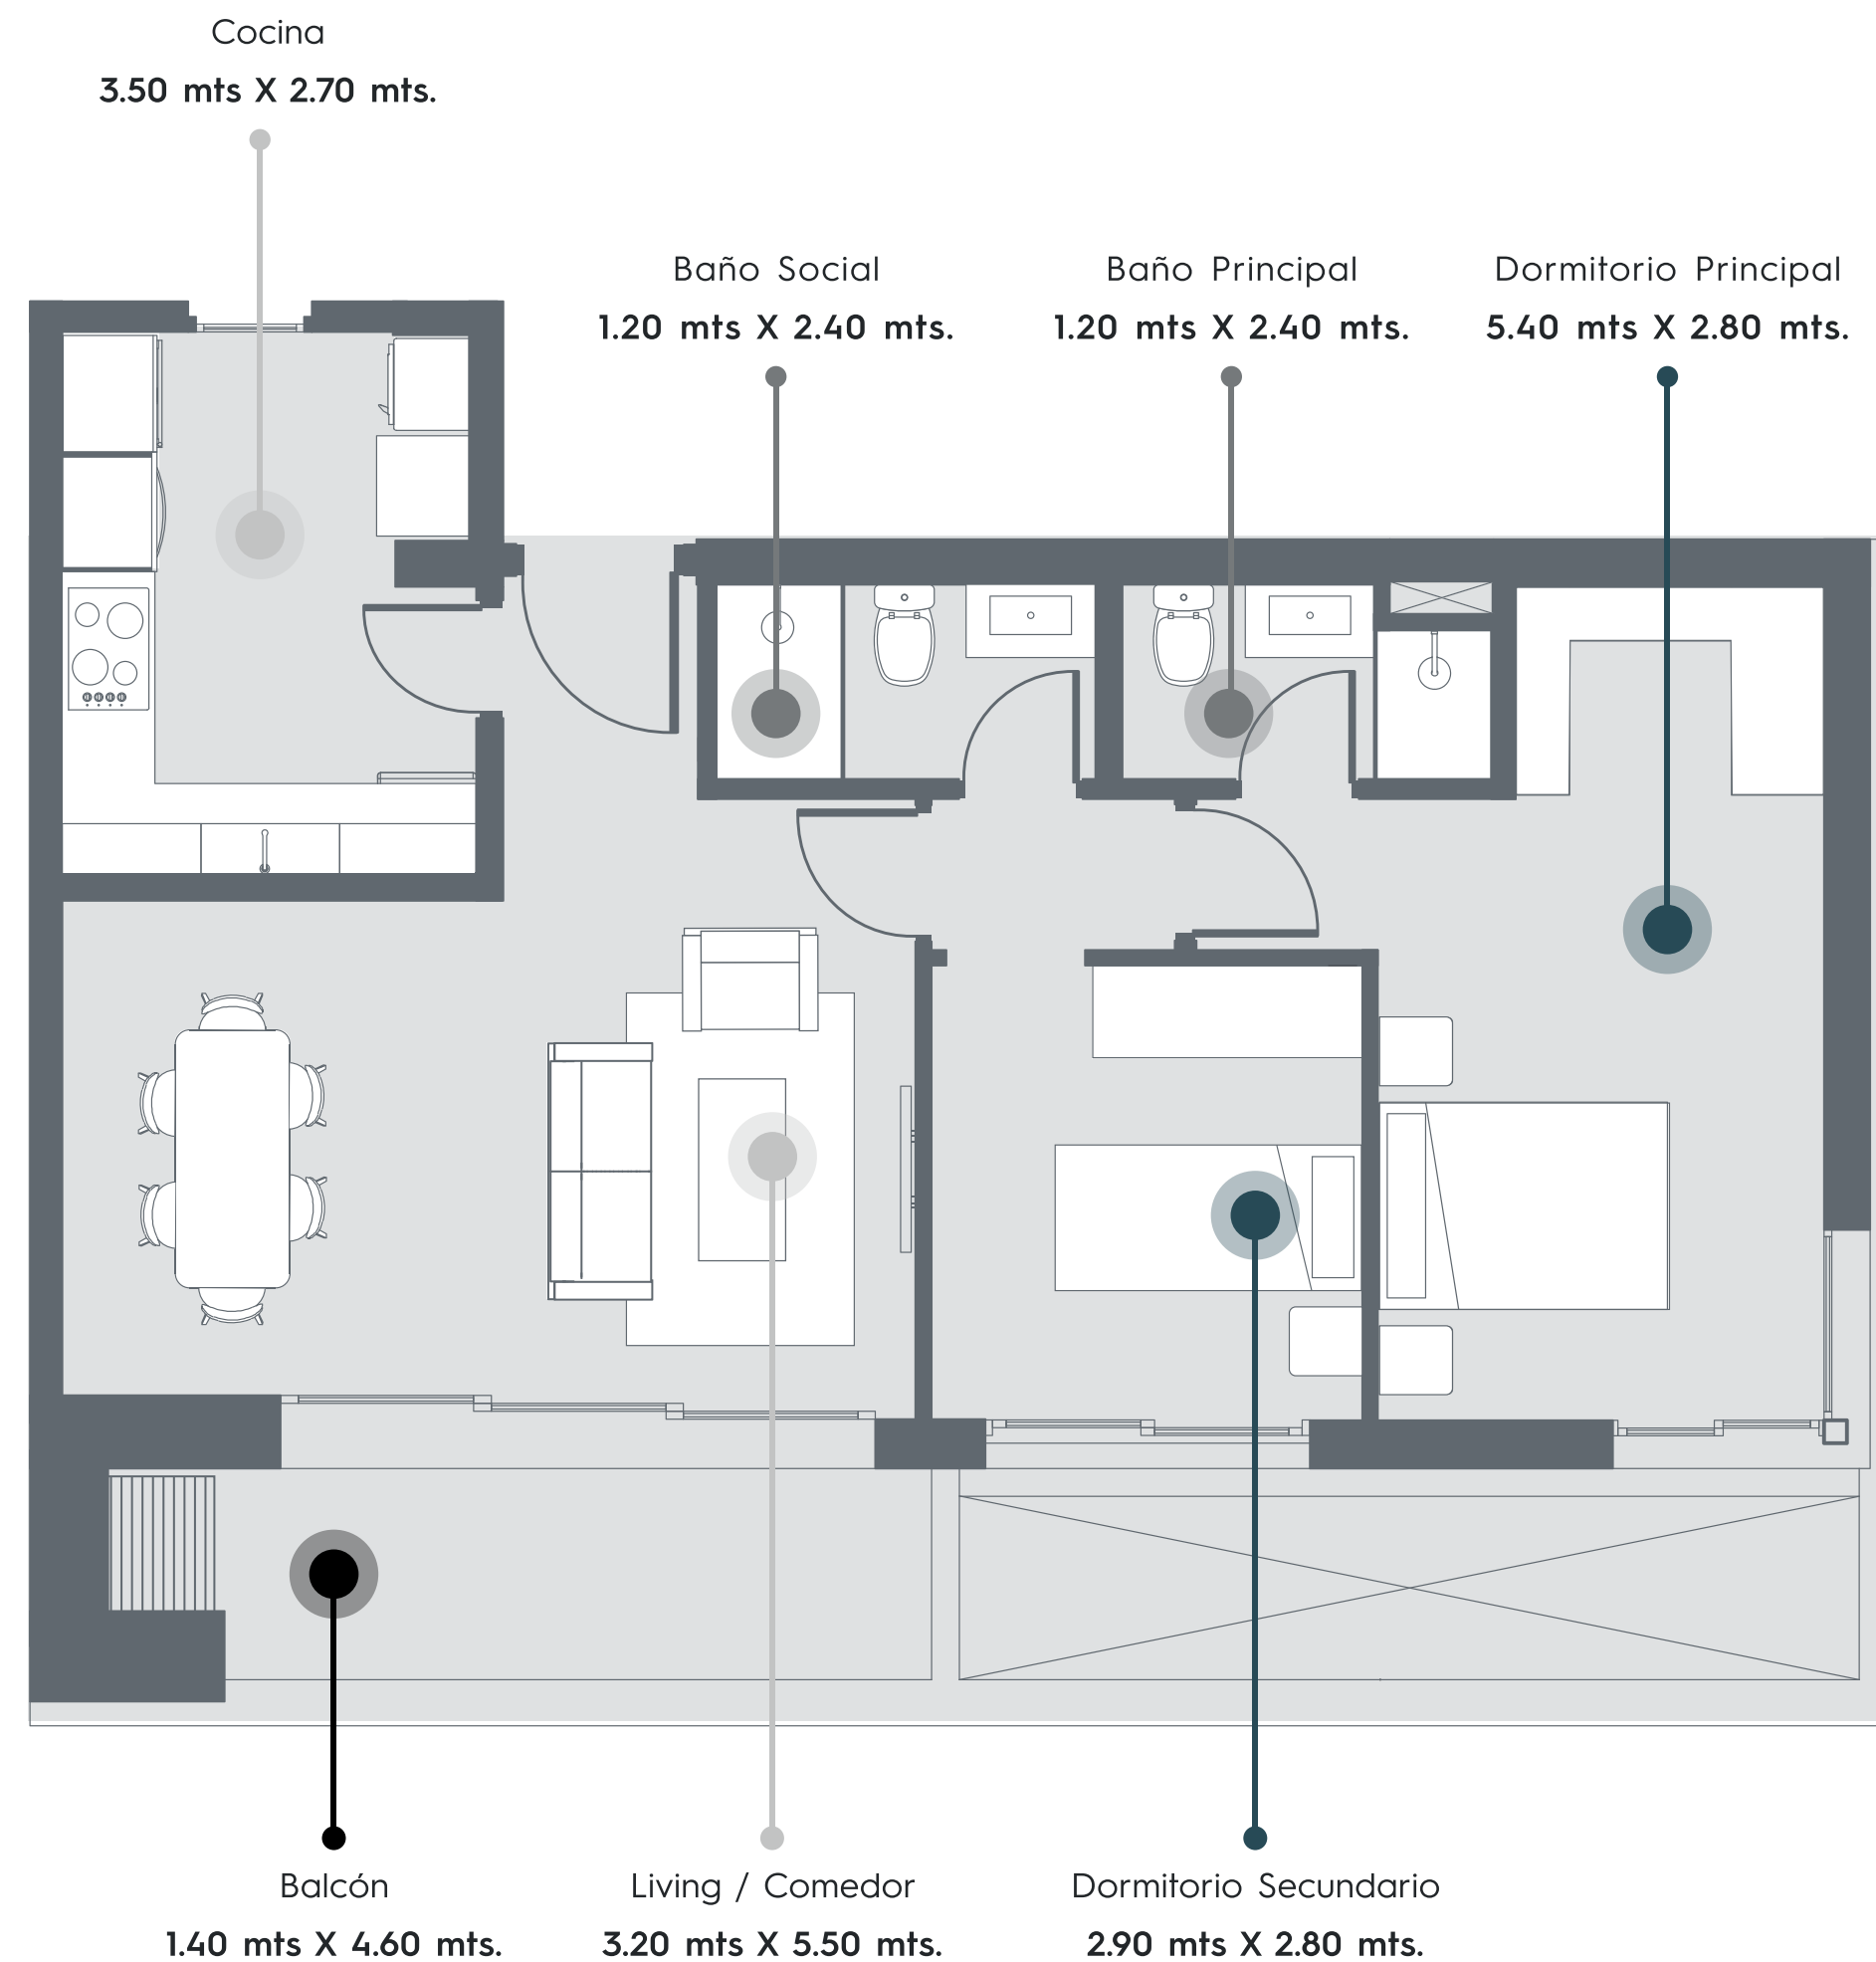 Cocina
3.50 mts X 2.70 mts.
Baño Social
1.20 mts X 2.40 mts.
Baño Principal
1.20 mts X 2.40 mts.
Dormitorio Principal
5.40 mts X 2.80 mts.
Balcón
1.40 mts X 4.60 mts.
Living / Comedor
3.20 mts X 5.50 mts.
Dormitorio Secundario
2.90 mts X 2.80 mts.